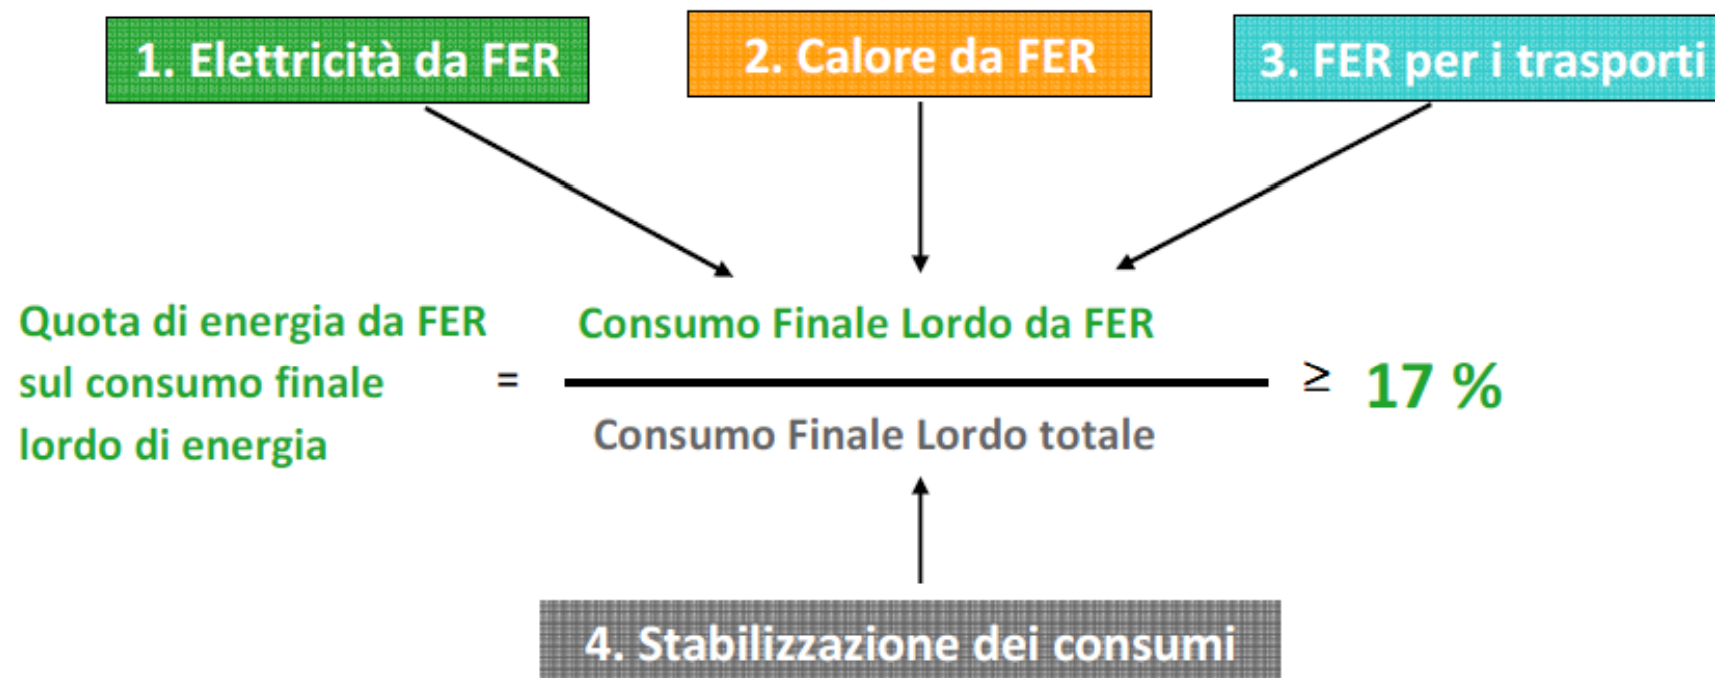 1. Elettricità da FER
2. Calore da FER
3. FER per i trasporti
Quota di energia da FER
sul consumo finale
lordo di energia
=
Consumo Finale Lordo da FER
Consumo Finale Lordo totale
≥ 17 %
4. Stabilizzazione dei consumi